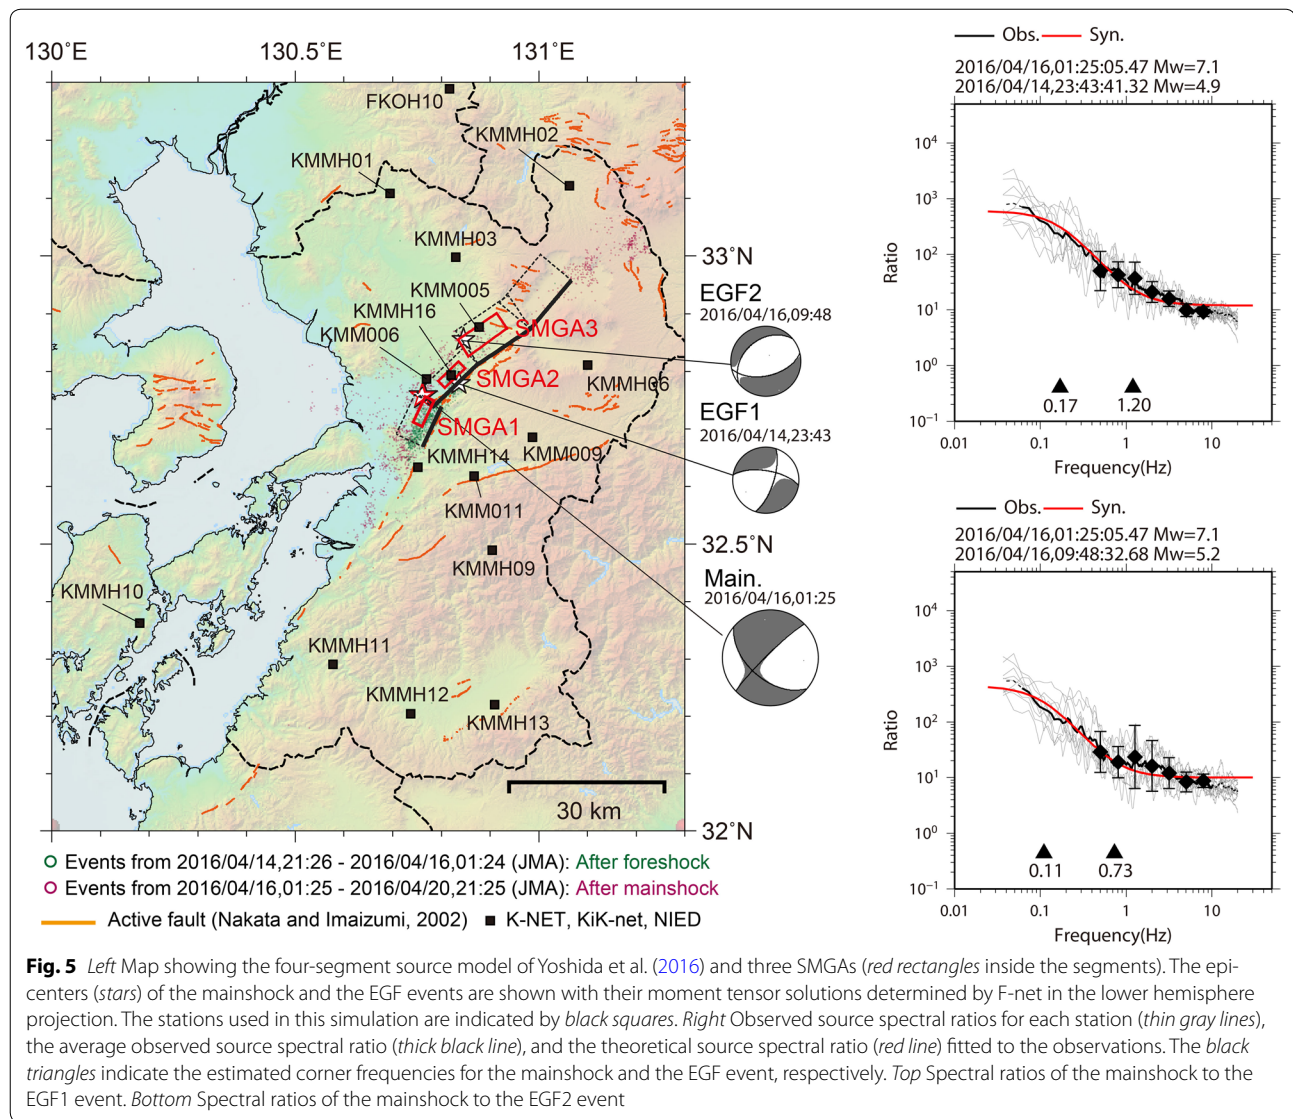 130°E 130.5°E 131°E
FKOH10
KMMH02
KMMH01
KMMH03
33°N
KMM005
KMMH16
KMM006
SMGA3
SMGA2
KMMH06
SMGA1
KMM009
KMMH14
KMM011
32.5°N
KMMH09
KMMH10
KMMH11
KMMH12
KMMH13
30 km
32°N
EGF2
2016/04/16,09:48
EGF1
2016/04/14,23:43
Main.
2016/04/16,01:25
Events from 2016/04/14,21:26 - 2016/04/16,01:24 (JMA): After foreshock
Events from 2016/04/16,01:25 - 2016/04/20,21:25 (JMA): After mainshock
Active fault (Nakata and Imaizumi, 2002) K-NET, KiK-net, NIED
Obs. Syn.
2016/04/16,01:25:05.47 Mw=7.1
2016/04/14,23:43:41.32 Mw=4.9
10⁴
10³
10²
10¹
10⁰
10⁻¹
Ratio
0.17 1.20
0.01 0.1 1 10
Frequency(Hz)
Obs. Syn.
2016/04/16,01:25:05.47 Mw=7.1
2016/04/16,09:48:32.68 Mw=5.2
10⁴
10³
10²
10¹
10⁰
10⁻¹
Ratio
0.11 0.73
0.01 0.1 1 10
Frequency(Hz)
Fig. 5 Left Map showing the four-segment source model of Yoshida et al. (2016) and three SMGAs (red rectangles inside the segments). The epi-
centers (stars) of the mainshock and the EGF events are shown with their moment tensor solutions determined by F-net in the lower hemisphere
projection. The stations used in this simulation are indicated by black squares. Right Observed source spectral ratios for each station (thin gray lines),
the average observed source spectral ratio (thick black line), and the theoretical source spectral ratio (red line) fitted to the observations. The black
triangles indicate the estimated corner frequencies for the mainshock and the EGF event, respectively. Top Spectral ratios of the mainshock to the
EGF1 event. Bottom Spectral ratios of the mainshock to the EGF2 event